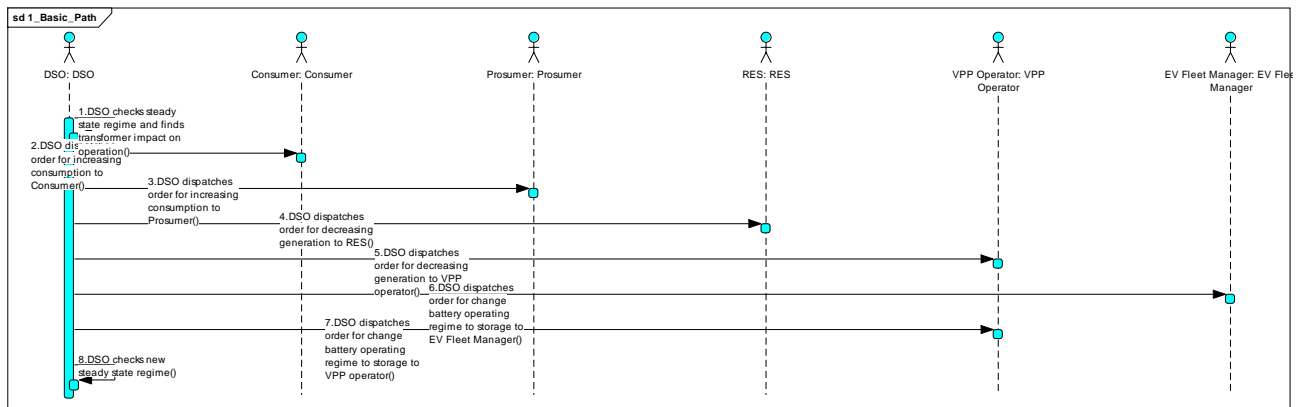 sd 1_Basic_Path
DSO: DSO
Consumer: Consumer
Prosumer: Prosumer
RES: RES
VPP Operator: VPP
Operator
EV Fleet Manager: EV
Manager
1.DSO checks steady
state regime and finds
transformer impact on
operation()
2.DSO
order for increasing
consumption to
Consumer()
3.DSO dispatches
order for increasing
consumption to
Prosumer()
4.DSO dispatches
order for decreasing
generation to RES()
5.DSO dispatches
order for decreasing
generation to VPP
operator()
6.DSO dispatches
order for change
battery operating
regime to storage to
EV Fleet Manager()
7.DSO dispatches
order for change
battery operating
regime to storage to
VPP operator()
8.DSO checks new
steady state regime()